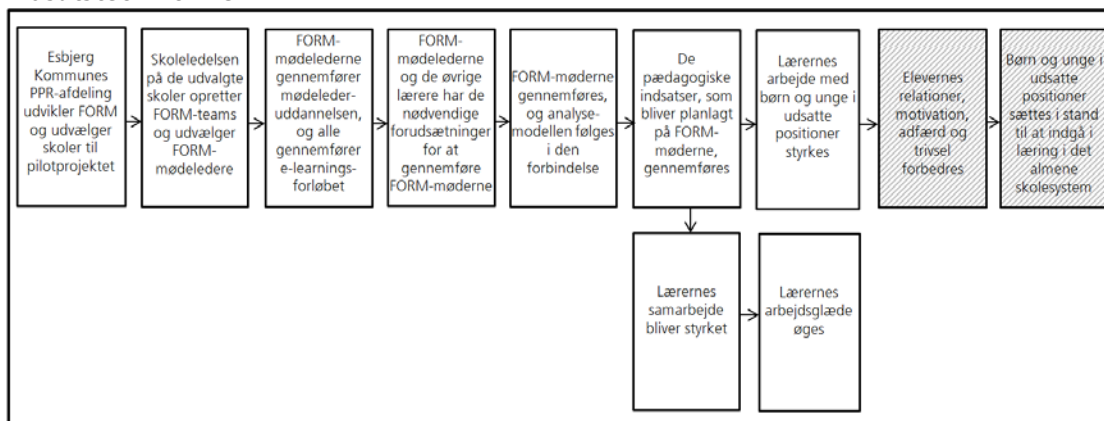 Esbjerg
Kommunes
PPR-afdeling
udvikler FORM
og udvælger
skoler til
pilotprojektet
Skoleledelsen
på de udvalgte
skoler opretter
FORM-teams
og udvælger
FORM-
mødeledere
FORM-
mødelederne
gennemfører
mødeleder-
uddannelsen,
og alle
gennemfører
e-learnings-
forløbet
FORM-
mødelederne
og de øvrige
lærere har de
nødvendige
forudsætninger
for at
gennemføre
FORM-møderne
FORM-møderne
gennemføres,
og analyse-
modellen følges
i den
forbindelse
De
pædagogiske
indsatser, som
bliver planlagt
på FORM-
møderne,
gennemføres
Lærernes
arbejde med
børn og unge i
udsatte
positioner
styrkes
Elevernes
relationer,
motivation,
adfærd og
trivsel
forbedres
Børn og unge i
udsatte
positioner
sættes i stand
til at indgå i
læring i det
almene
skolesystem
Lærernes
samarbejde
bliver styrket
Lærernes
arbejdsglæde
øges